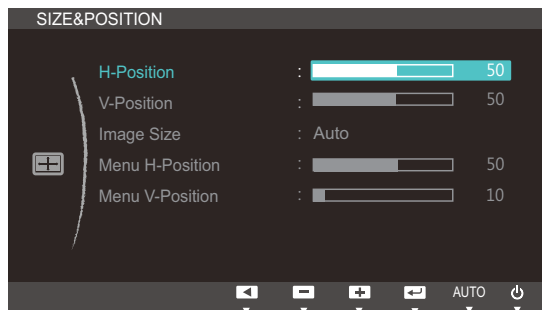 SIZE&POSITION
H-Position : 50
V-Position : 50
Image Size : Auto
Menu H-Position : 50
Menu V-Position : 10
AUTO